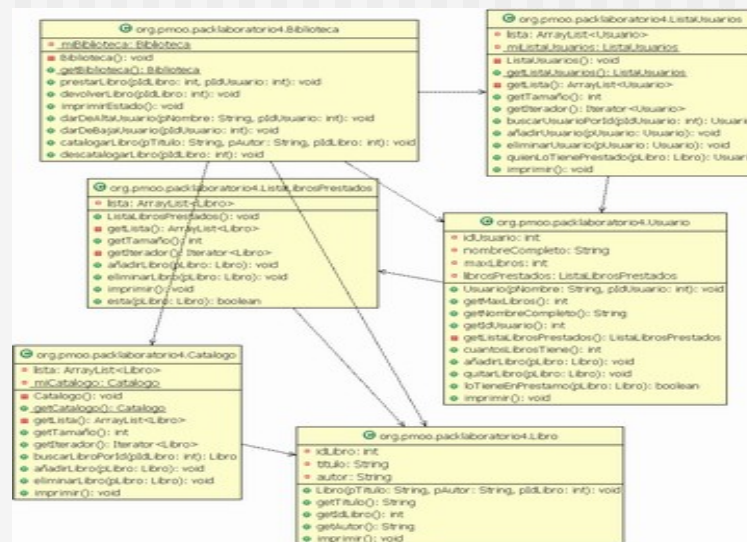 org.pmoo.packlaboratorio4.Biblioteca
miBiblioteca: Biblioteca
Biblioteca(): void
getBiblioteca(): Biblioteca
prestarLibro(pIdLibro: int, pIdUsuario: int): void
devolverLibro(pIdLibro: int): void
imprimirEstado(): void
darDeAltaUsuario(pNombre: String, pIdUsuario: int): void
darDeBajaUsuario(pIdUsuario: int): void
catalogarLibro(pTitulo: String, pAutor: String, pIdLibro: int): void
descatalogarLibro(pIdLibro: int): void
org.pmoo.packlaboratorio4.ListaUsuarios
lista: ArrayList<Usuario>
miListaUsuarios: ListaUsuarios
ListaUsuarios(): void
getListaUsuarios(): ListaUsuarios
getLista(): ArrayList<Usuario>
getTamaño(): int
getIterador(): Iterator<Usuario>
buscarUsuarioPorId(pIdUsuario: int): Usuario
añadirUsuario(pUsuario: Usuario): void
eliminarUsuario(pUsuario: Usuario): void
quienLoTienePrestado(pLibro: Libro): Usuario
imprimir(): void
org.pmoo.packlaboratorio4.ListaLibrosPrestados
lista: ArrayList<Libro>
ListaLibrosPrestados(): void
getLista(): ArrayList<Libro>
getTamaño(): int
getIterador(): Iterator<Libro>
añadirLibro(pLibro: Libro): void
eliminarLibro(pLibro: Libro): void
imprimir(): void
esta(pLibro: Libro): boolean
org.pmoo.packlaboratorio4.Usuario
idUsuario: int
nombreCompleto: String
maxLibros: int
librosPrestados: ListaLibrosPrestados
Usuario(pNombre: String, pIdUsuario: int): void
getMaxLibros(): int
getNombreCompleto(): String
getIdUsuario(): int
getListaLibrosPrestados(): ListaLibrosPrestados
cuantosLibrosTiene(): int
añadirLibro(pLibro: Libro): void
quitarLibro(pLibro: Libro): void
loTieneEnPrestamo(pLibro: Libro): boolean
imprimir(): void
org.pmoo.packlaboratorio4.Catalogo
lista: ArrayList<Libro>
miCatalogo: Catalogo
Catalogo(): void
getCatalogo(): Catalogo
getLista(): ArrayList<Libro>
getTamaño(): int
getIterador(): Iterator<Libro>
buscarLibroPorId(pIdLibro: int): Libro
añadirLibro(pLibro: Libro): void
eliminarLibro(pLibro: Libro): void
imprimir(): void
org.pmoo.packlaboratorio4.Libro
idLibro: int
titulo: String
autor: String
Libro(pTitulo: String, pAutor: String, pIdLibro: int): void
getTitulo(): String
getIdLibro(): int
getAutor(): String
imprimir(): void